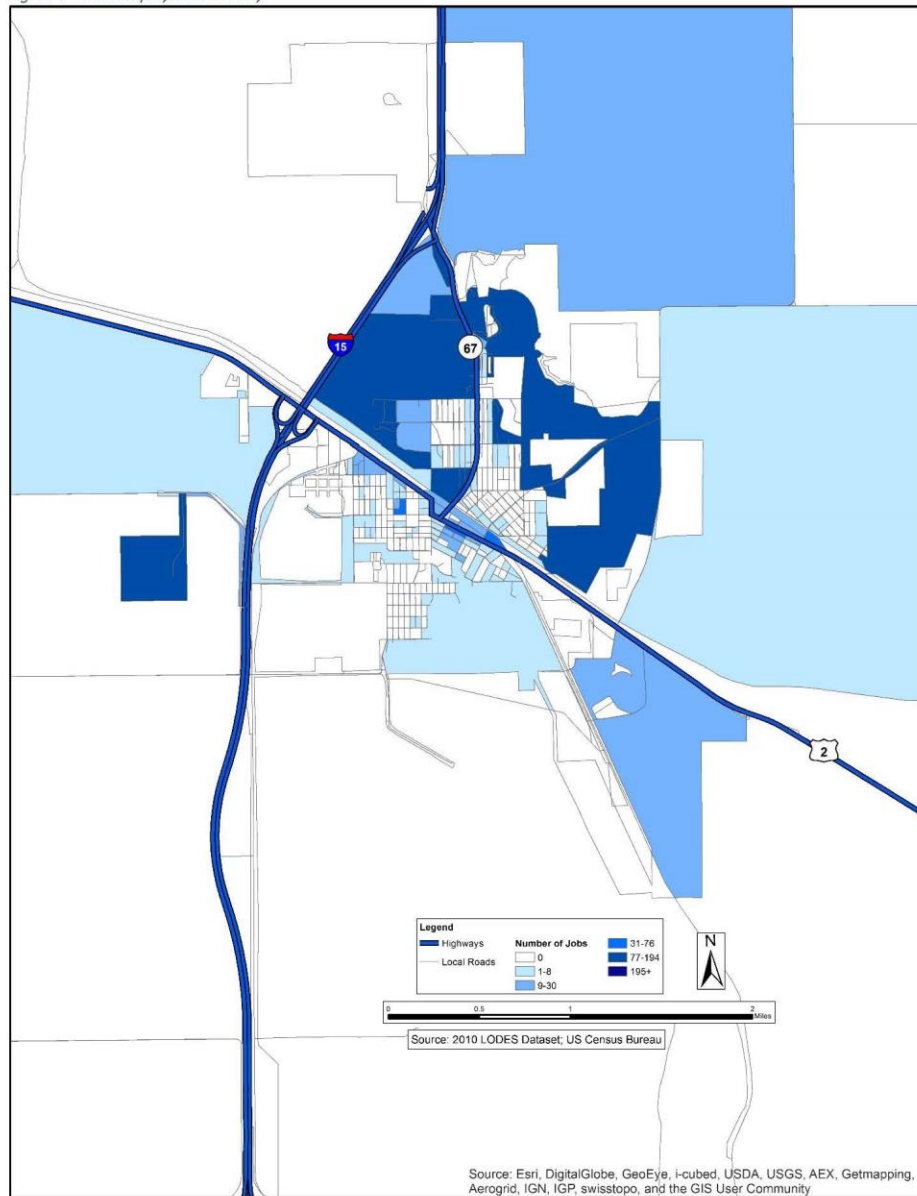 15
67
2
Legend
Highways
Local Roads
Number of Jobs
0
1-8
9-30
31-76
77-194
195+
N
0 0.5 1 2
Miles
Source: 2010 LODES Dataset; US Census Bureau
Source: Esri, DigitalGlobe, GeoEye, i-cubed, USDA, USGS, AEX, Getmapping,
Aerogrid, IGN, IGP, swisstopo, and the GIS User Community